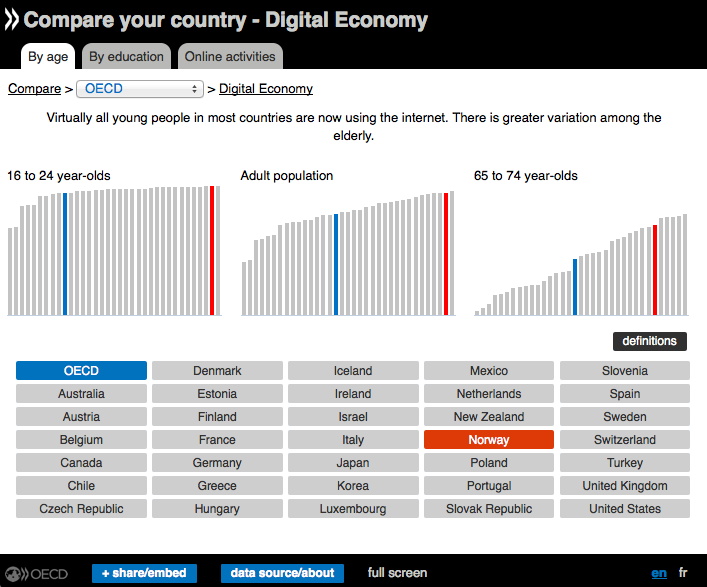 Compare your country - Digital Economy
By age By education Online activities
Compare > OECD > Digital Economy
Virtually all young people in most countries are now using the internet. There is greater variation among the
elderly.
16 to 24 year-olds Adult population 65 to 74 year-olds
definitions
OECD Denmark Iceland Mexico Slovenia
Australia Estonia Ireland Netherlands Spain
Austria Finland Israel New Zealand Sweden
Belgium France Italy Norway Switzerland
Canada Germany Japan Poland Turkey
Chile Greece Korea Portugal United Kingdom
Czech Republic Hungary Luxembourg Slovak Republic United States
OECD + share/embed data source/about full screen en fr